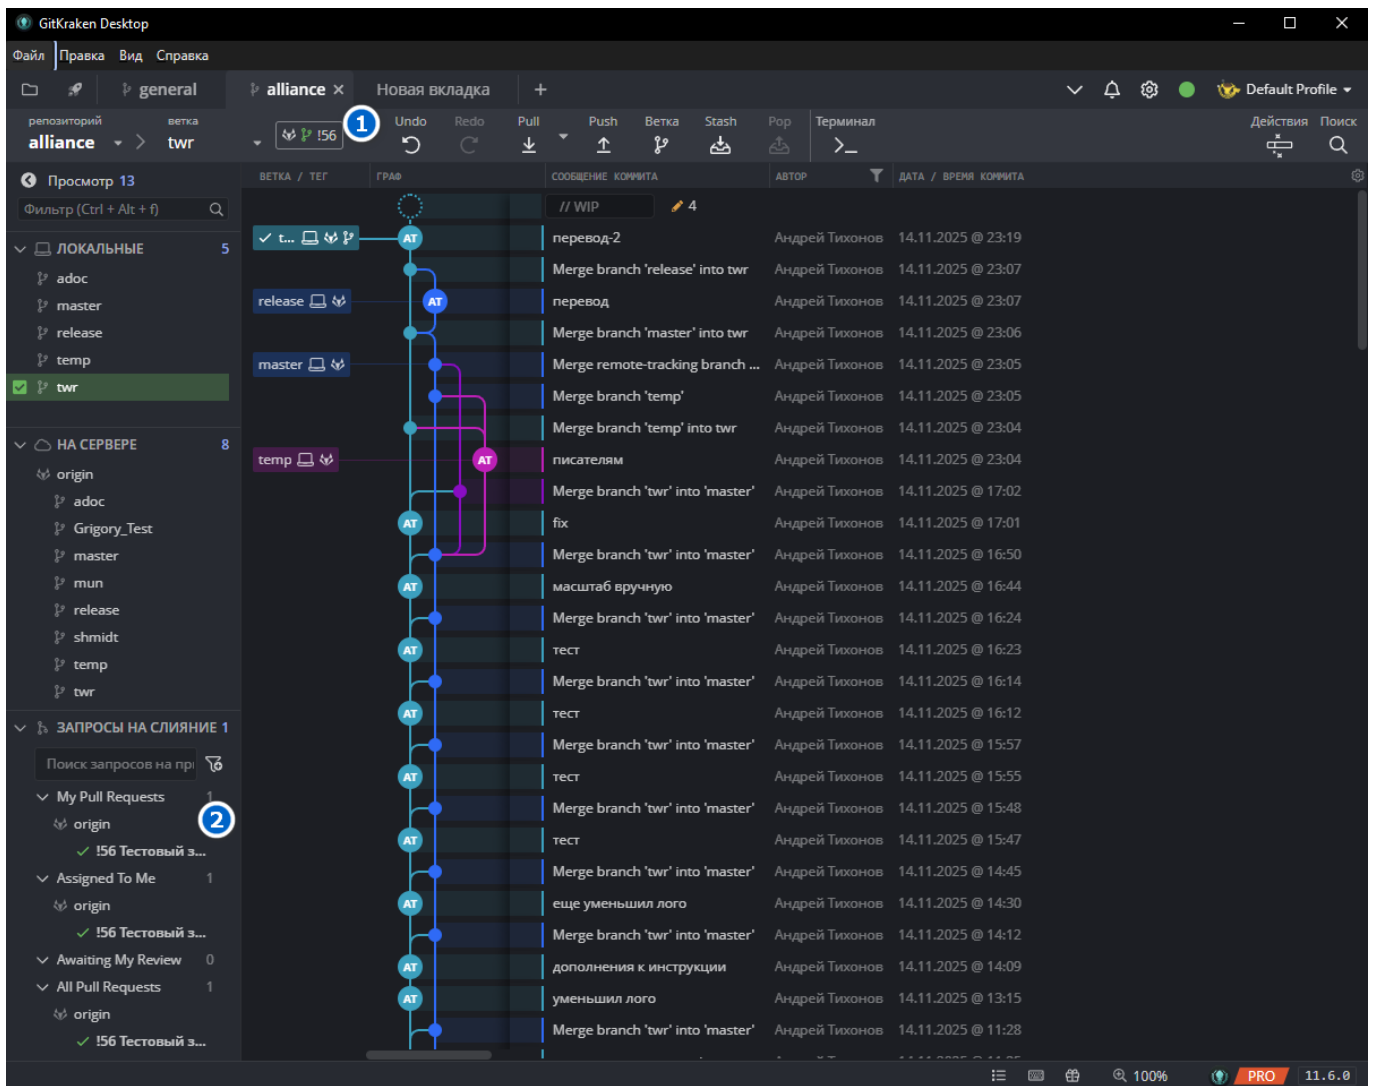 GitKraken Desktop
Файл Правка Вид Справка
general alliance Новая вкладка Default Profile
репозиторий ветка
alliance twr !56 1
Undo Redo Pull Push Ветка Stash Pop Терминал Действия Поиск
Просмотр 13
Фильтр (Ctrl + Alt + f)
ЛОКАЛЬНЫЕ 5
adoc
master
release
temp
twr
НА СЕРВЕРЕ 8
origin
adoc
Grigory_Test
master
mun
release
shmidt
temp
twr
ЗАПРОСЫ НА СЛИЯНИЕ 1
Поиск запросов на при
My Pull Requests 1
origin 2
!56 Тестовый з...
Assigned To Me 1
origin
!56 Тестовый з...
Awaiting My Review 0
All Pull Requests 1
origin
!56 Тестовый з...
ВЕТКА / ТЕГ ГРАФ СООБЩЕНИЕ КОММИТА АВТОР ДАТА / ВРЕМЯ КОММИТА
// WIP 4
t... AT перевод-2 Андрей Тихонов 14.11.2025 @ 23:19
Merge branch 'release' into twr Андрей Тихонов 14.11.2025 @ 23:07
release AT перевод Андрей Тихонов 14.11.2025 @ 23:07
Merge branch 'master' into twr Андрей Тихонов 14.11.2025 @ 23:06
master Merge remote-tracking branch ... Андрей Тихонов 14.11.2025 @ 23:05
Merge branch 'temp' Андрей Тихонов 14.11.2025 @ 23:05
Merge branch 'temp' into twr Андрей Тихонов 14.11.2025 @ 23:04
temp AT писателям Андрей Тихонов 14.11.2025 @ 23:04
Merge branch 'twr' into 'master' Андрей Тихонов 14.11.2025 @ 17:02
AT fix Андрей Тихонов 14.11.2025 @ 17:01
Merge branch 'twr' into 'master' Андрей Тихонов 14.11.2025 @ 16:50
AT масштаб вручную Андрей Тихонов 14.11.2025 @ 16:44
Merge branch 'twr' into 'master' Андрей Тихонов 14.11.2025 @ 16:24
AT тест Андрей Тихонов 14.11.2025 @ 16:23
Merge branch 'twr' into 'master' Андрей Тихонов 14.11.2025 @ 16:14
AT тест Андрей Тихонов 14.11.2025 @ 16:12
Merge branch 'twr' into 'master' Андрей Тихонов 14.11.2025 @ 15:57
AT тест Андрей Тихонов 14.11.2025 @ 15:55
Merge branch 'twr' into 'master' Андрей Тихонов 14.11.2025 @ 15:48
AT тест Андрей Тихонов 14.11.2025 @ 15:47
Merge branch 'twr' into 'master' Андрей Тихонов 14.11.2025 @ 14:45
AT еще уменьшил лого Андрей Тихонов 14.11.2025 @ 14:30
Merge branch 'twr' into 'master' Андрей Тихонов 14.11.2025 @ 14:12
AT дополнения к инструкции Андрей Тихонов 14.11.2025 @ 14:09
AT уменьшил лого Андрей Тихонов 14.11.2025 @ 13:15
Merge branch 'twr' into 'master' Андрей Тихонов 14.11.2025 @ 11:28
100% PRO 11.6.0